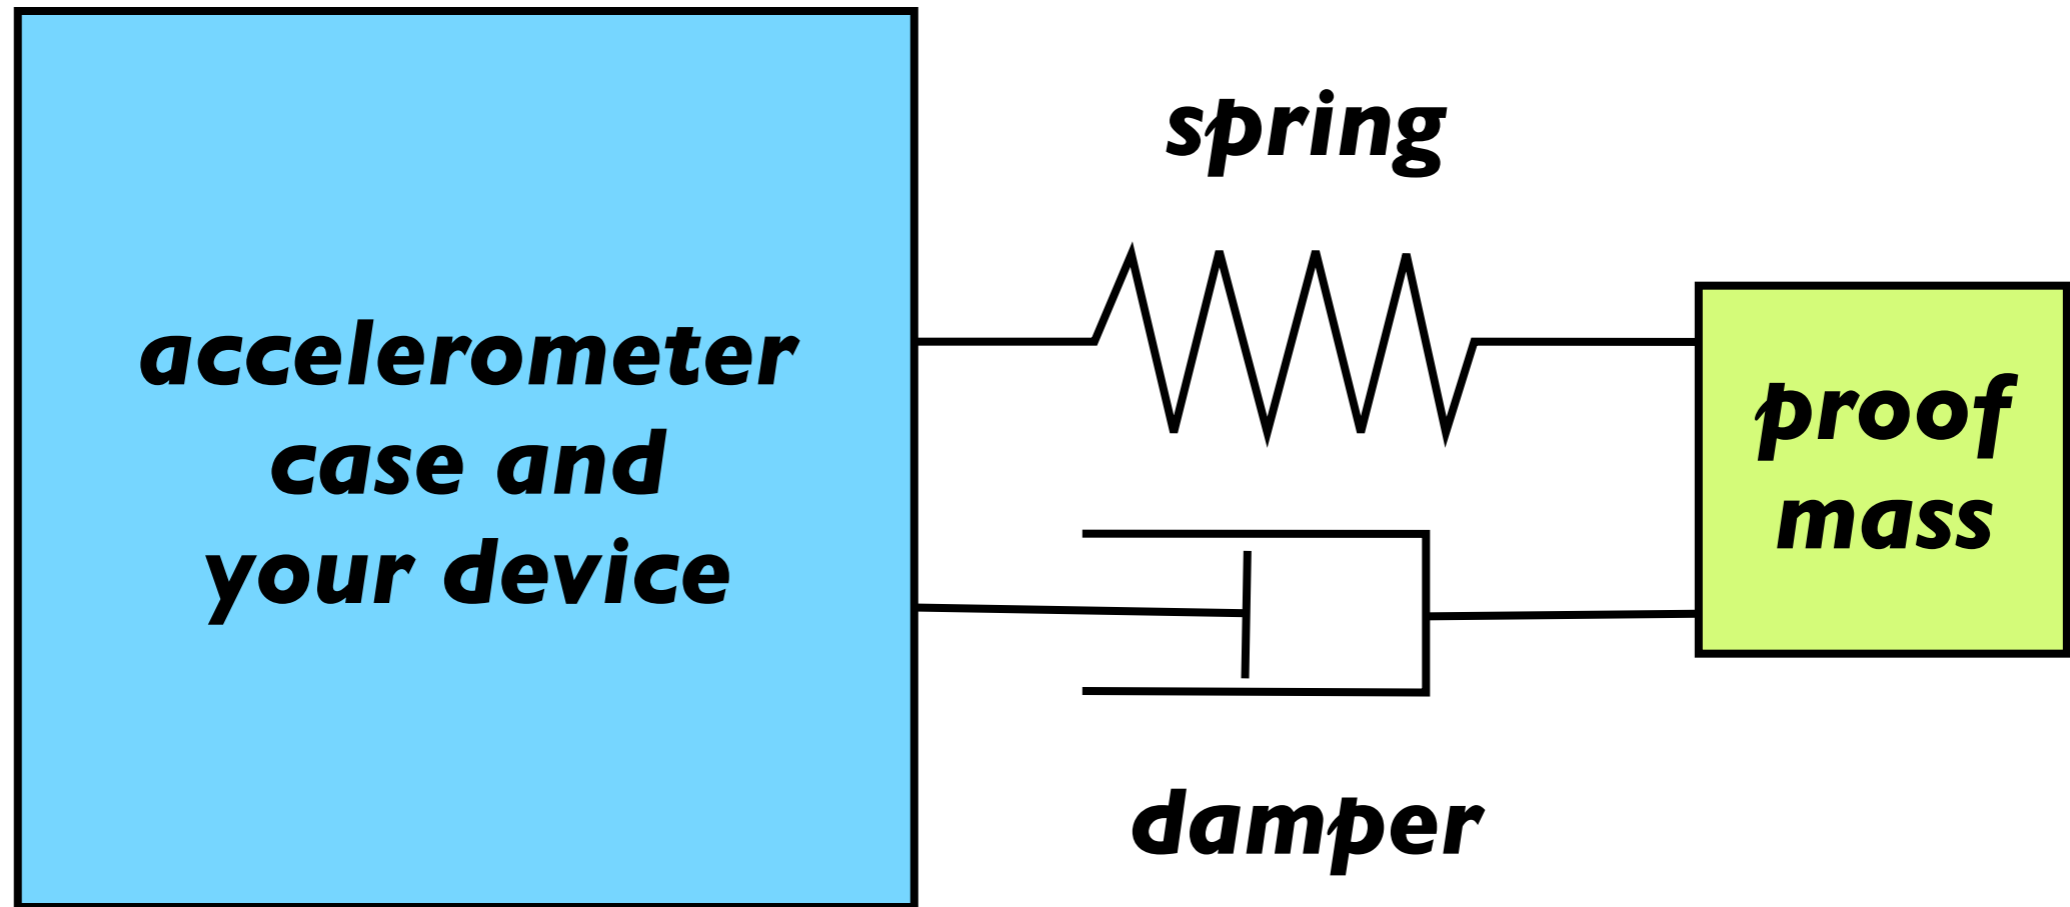 spring
accelerometer
case and
your device
proof
mass
damper